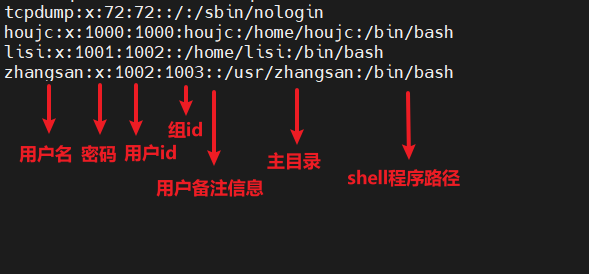 tcpdump:x:72:72::/:/sbin/nologin
houjc:x:1000:1000:houjc:/home/houjc:/bin/bash
lisi:x:1001:1002::/home/lisi:/bin/bash
zhangsan:x:1002:1003::/usr/zhangsan:/bin/bash
组id
用户名 密码 用户id 主目录
用户备注信息 shell程序路径